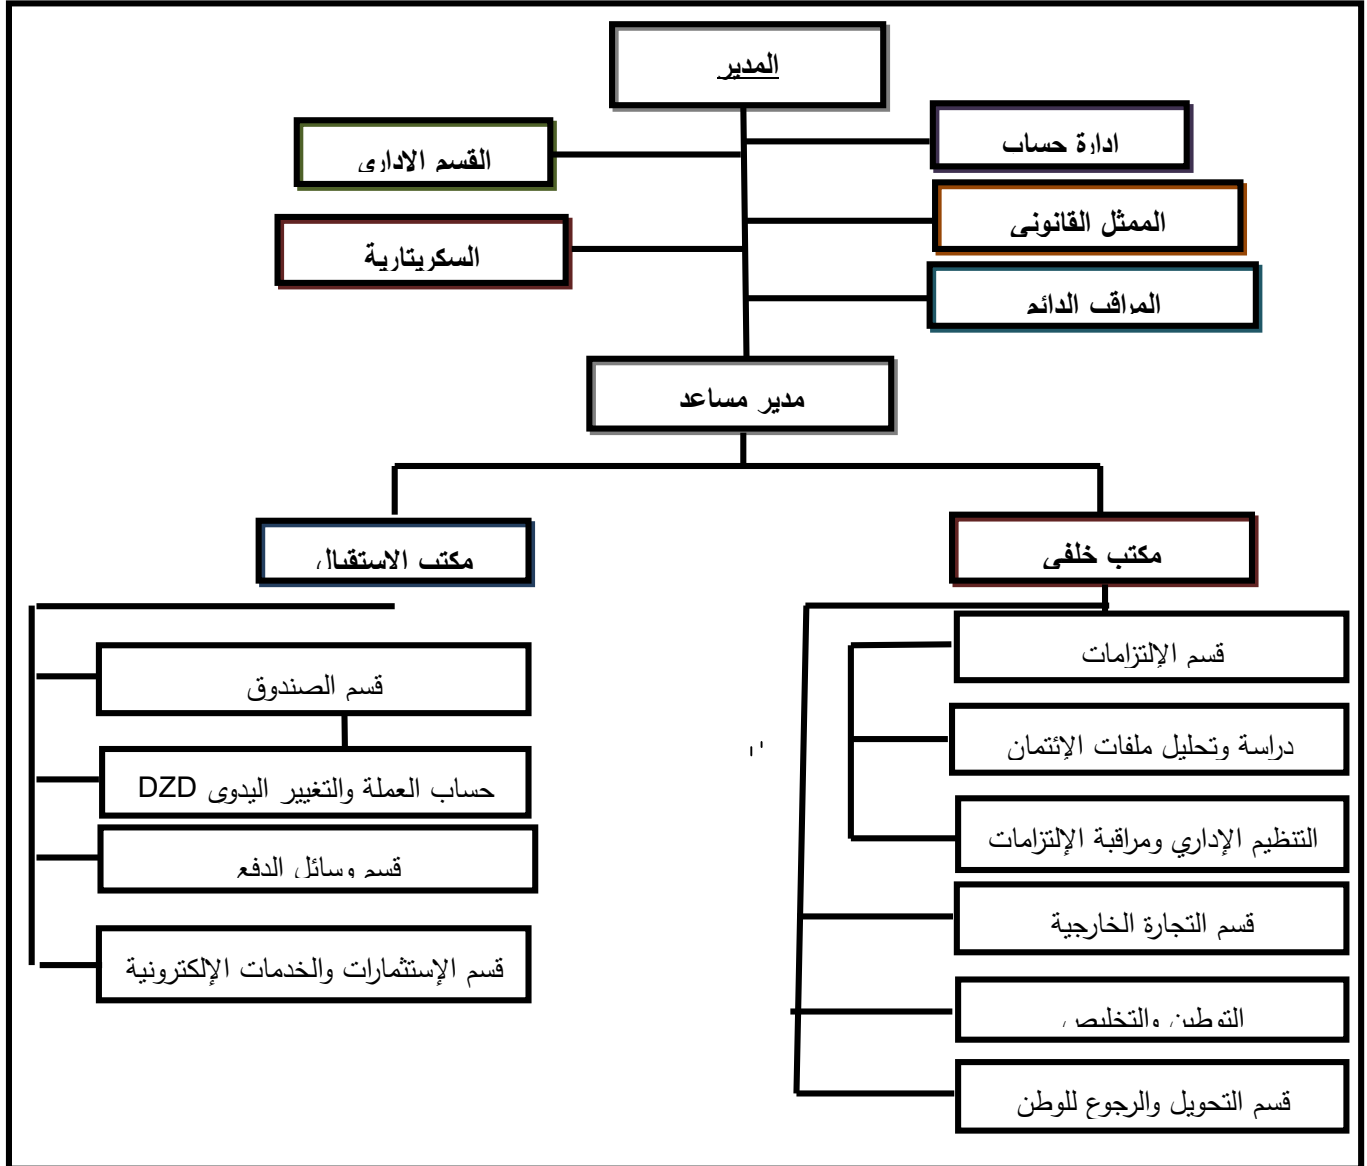 المدير
ادارة حساب
القسم الاداري
الممثل القانوني
السكريتارية
المراقب الدائم
مدير مساعد
مكتب خلفي
مكتب الاستقبال
قسم الإلتزامات
دراسة وتحليل ملفات الإئتمان
التنظيم الإداري ومراقبة الإلتزامات
قسم التجارة الخارجية
التوطين والتخليص
قسم التحويل والرجوع للوطن
قسم الصندوق
حساب العملة والتغيير اليدوي DZD
قسم وسائل الدفع
قسم الإستثمارات والخدمات الإلكترونية